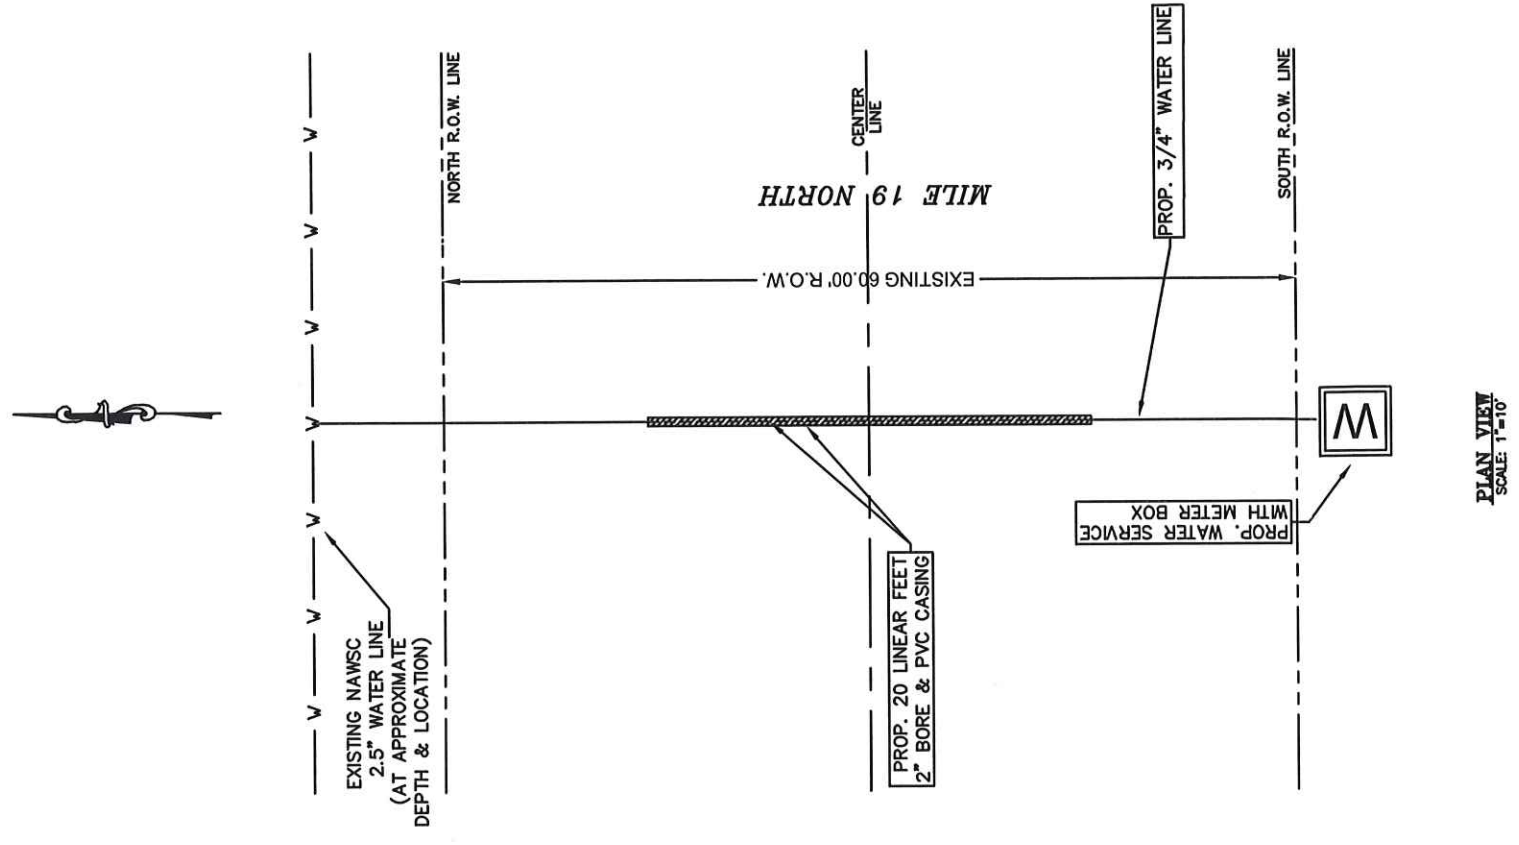 W
W
W
W
W
W
W
EXISTING NAWSC
2.5" WATER LINE
(AT APPROXIMATE
DEPTH & LOCATION)
NORTH R.O.W. LINE
CENTER
LINE
MILE 19 NORTH
EXISTING 60.00' R.O.W.
PROP. 20 LINEAR FEET
2" BORE & PVC CASING
PROP. 3/4" WATER LINE
SOUTH R.O.W. LINE
PROP. WATER SERVICE
WITH METER BOX
W
PLAN VIEW
SCALE: 1"=10'